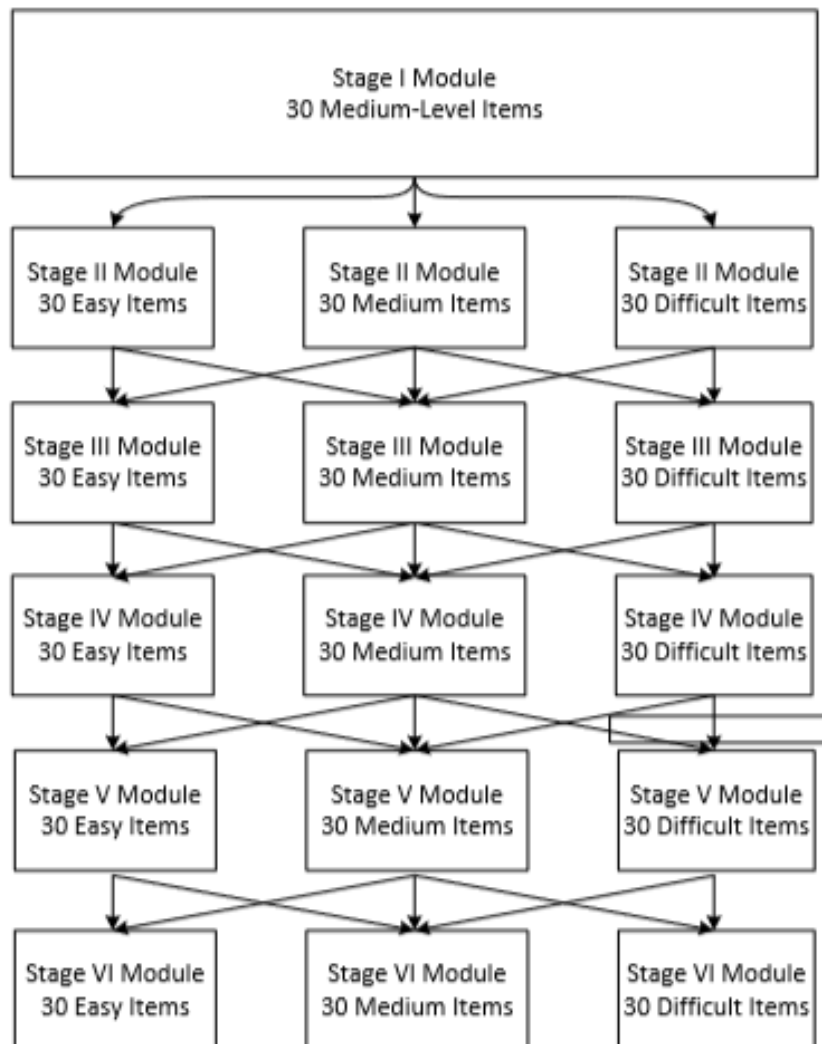 Stage I Module
30 Medium-Level Items
Stage II Module
30 Easy Items
Stage II Module
30 Medium Items
Stage II Module
30 Difficult Items
Stage III Module
30 Easy Items
Stage III Module
30 Medium Items
Stage III Module
30 Difficult Items
Stage IV Module
30 Easy Items
Stage IV Module
30 Medium Items
Stage IV Module
30 Difficult Items
Stage V Module
30 Easy Items
Stage V Module
30 Medium Items
Stage V Module
30 Difficult Items
Stage VI Module
30 Easy Items
Stage VI Module
30 Medium Items
Stage VI Module
30 Difficult Items